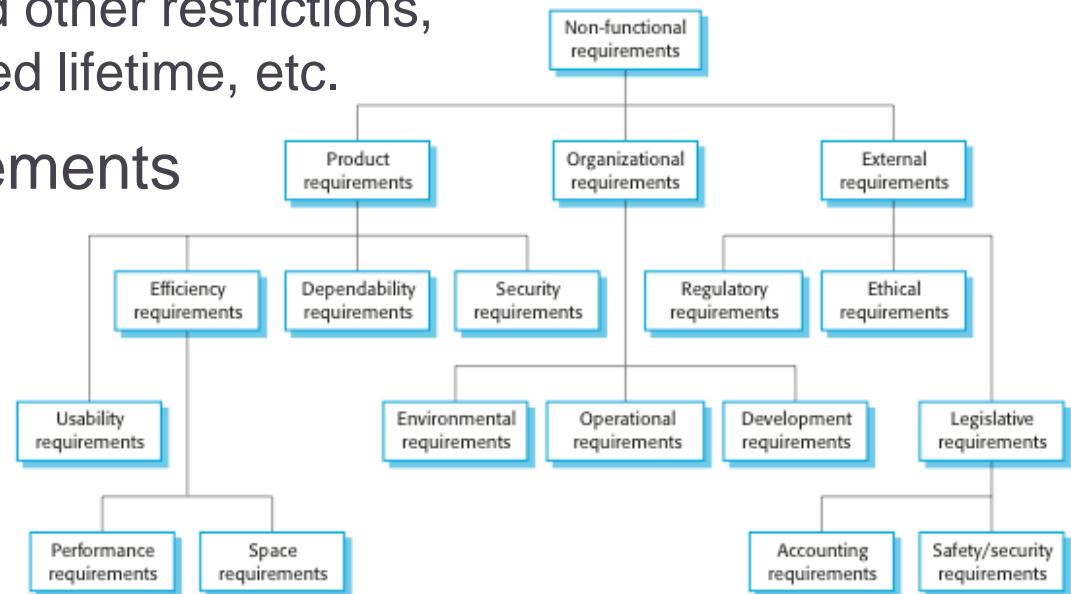 other restrictions,
lifetime, etc.
Non-functional
requirements
Product
requirements
Organizational
requirements
External
requirements
Efficiency
requirements
Dependability
requirements
Security
requirements
Regulatory
requirements
Ethical
requirements
Usability
requirements
Environmental
requirements
Operational
requirements
Development
requirements
Legislative
requirements
Performance
requirements
Space
requirements
Accounting
requirements
Safety/security
requirements